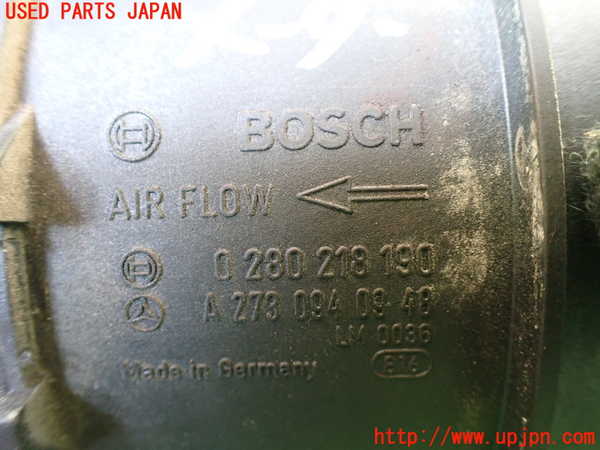 USED PARTS JAPAN
BOSCH
AIR FLOW
0 280 218 190
A 273 094 09 48
LM 0036
Made in Germany
http://www.upjpn.com/